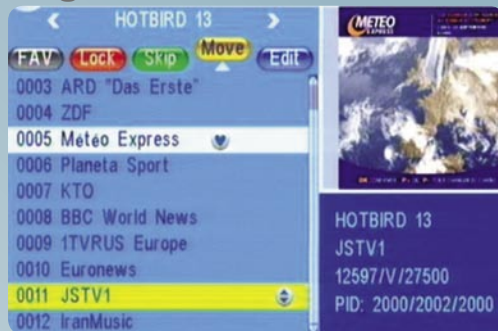 HOTBIRD 13
FAV Lock Skip Move Edit
0003 ARD "Das Erste"
0004 ZDF
0005 Météo Express
0006 Planeta Sport
0007 KTO
0008 BBC World News
0009 1TVRUS Europe
0010 Euronews
0011 JSTV1
0012 IranMusic
METEO
EXPRESS
HOTBIRD 13
JSTV1
12597/V/27500
PID: 2000/2002/2000